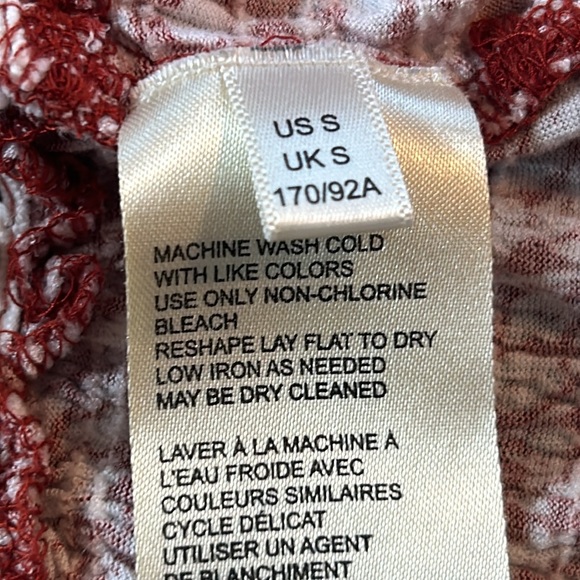 US S
UK S
170/92A
MACHINE WASH COLD
WITH LIKE COLORS
USE ONLY NON-CHLORINE
BLEACH
RESHAPE LAY FLAT TO DRY
LOW IRON AS NEEDED
MAY BE DRY CLEANED
LAVER À LA MACHINE À
L'EAU FROIDE AVEC
COULEURS SIMILAIRES
CYCLE DÉLICAT
UTILISER UN AGENT
DE BLANCHIMENT